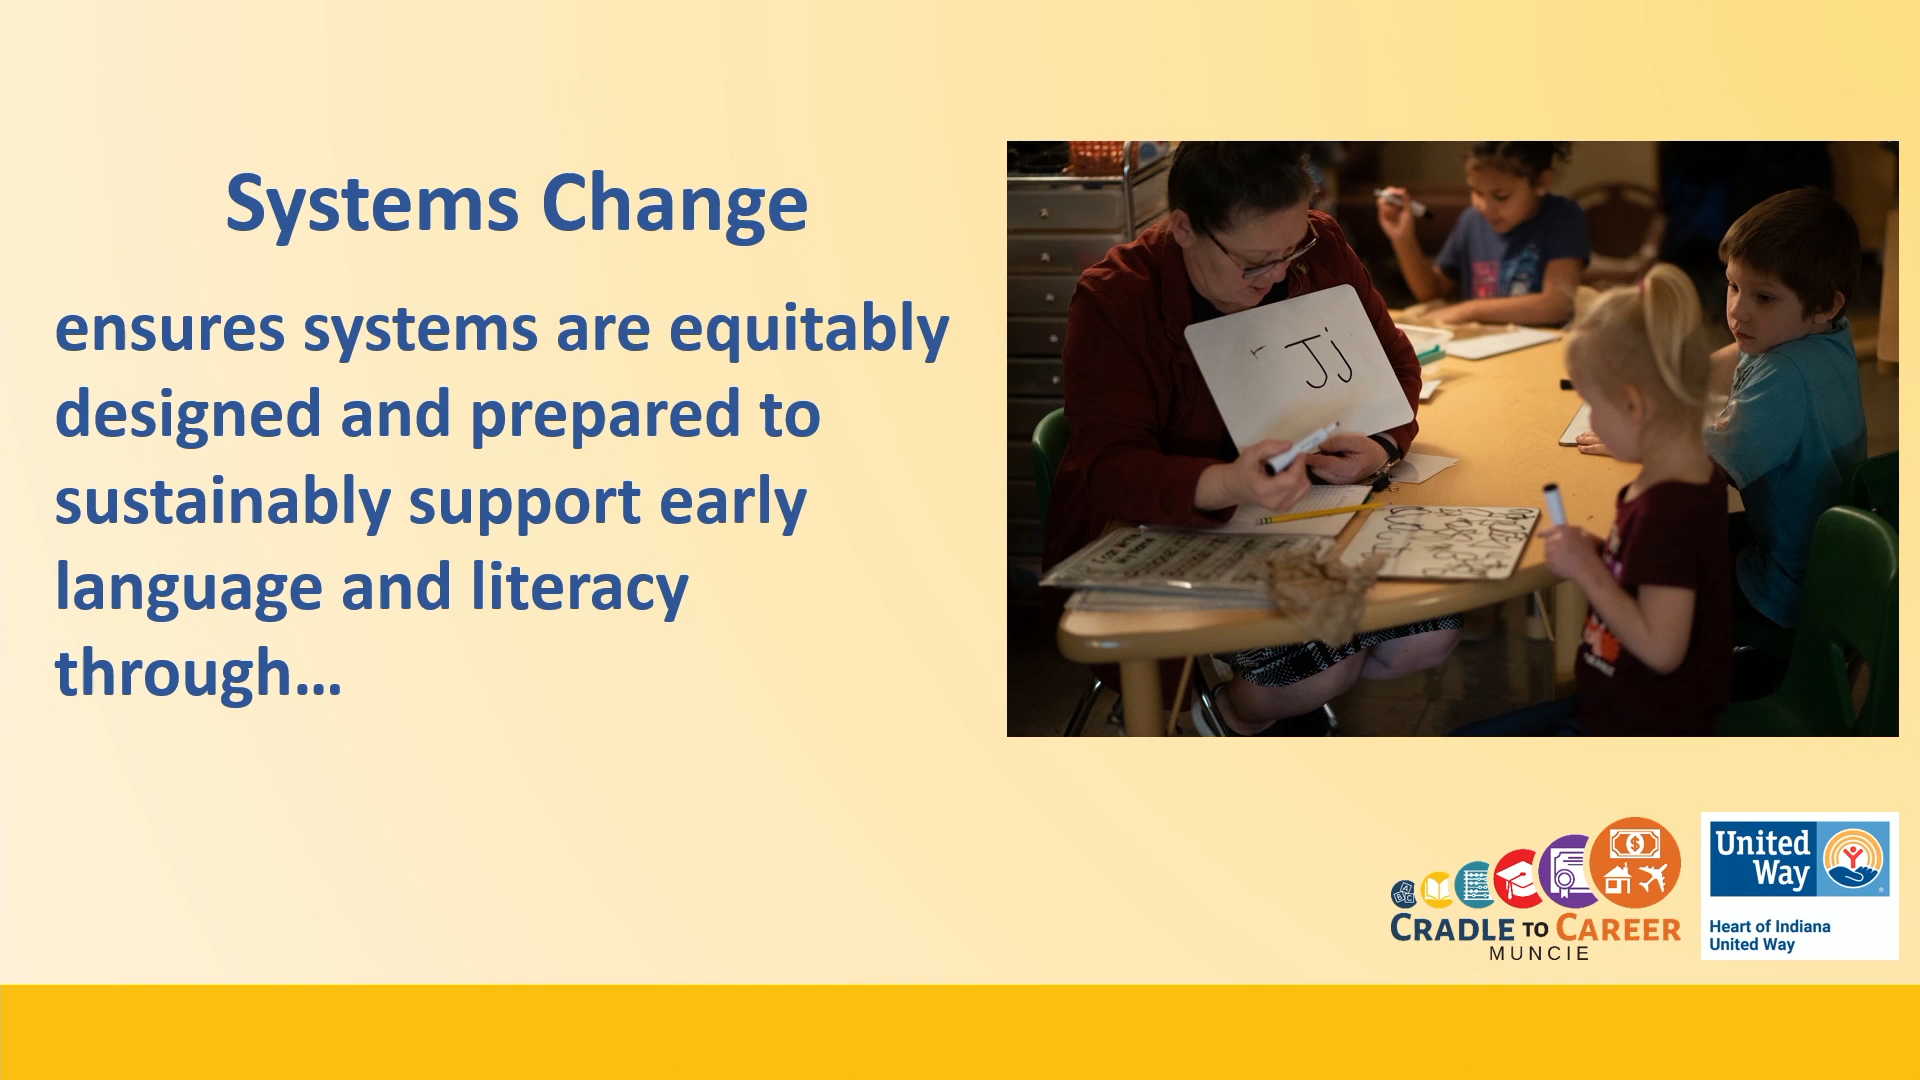 Systems Change
ensures systems are equitably
designed and prepared to
sustainably support early
language and literacy
through...
Jj
CRADLE TO CAREER
MUNCIE
United
Way
Heart of Indiana
United Way